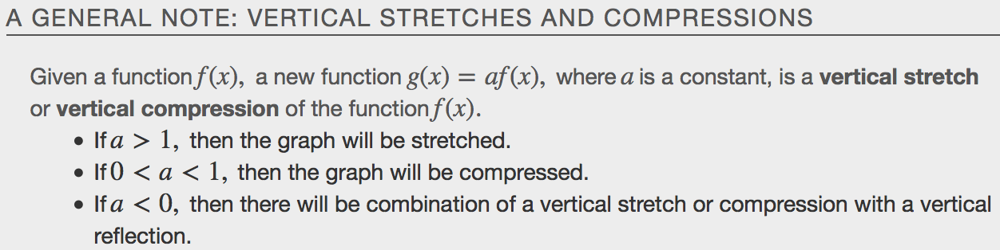 A GENERAL NOTE: VERTICAL STRETCHES AND COMPRESSIONS
Given a function f(x), a new function g(x) = af(x), where a is a constant, is a vertical stretch
or vertical compression of the function f(x).
• If a > 1, then the graph will be stretched.
• If 0 < a < 1, then the graph will be compressed.
• If a < 0, then there will be combination of a vertical stretch or compression with a vertical
reflection.